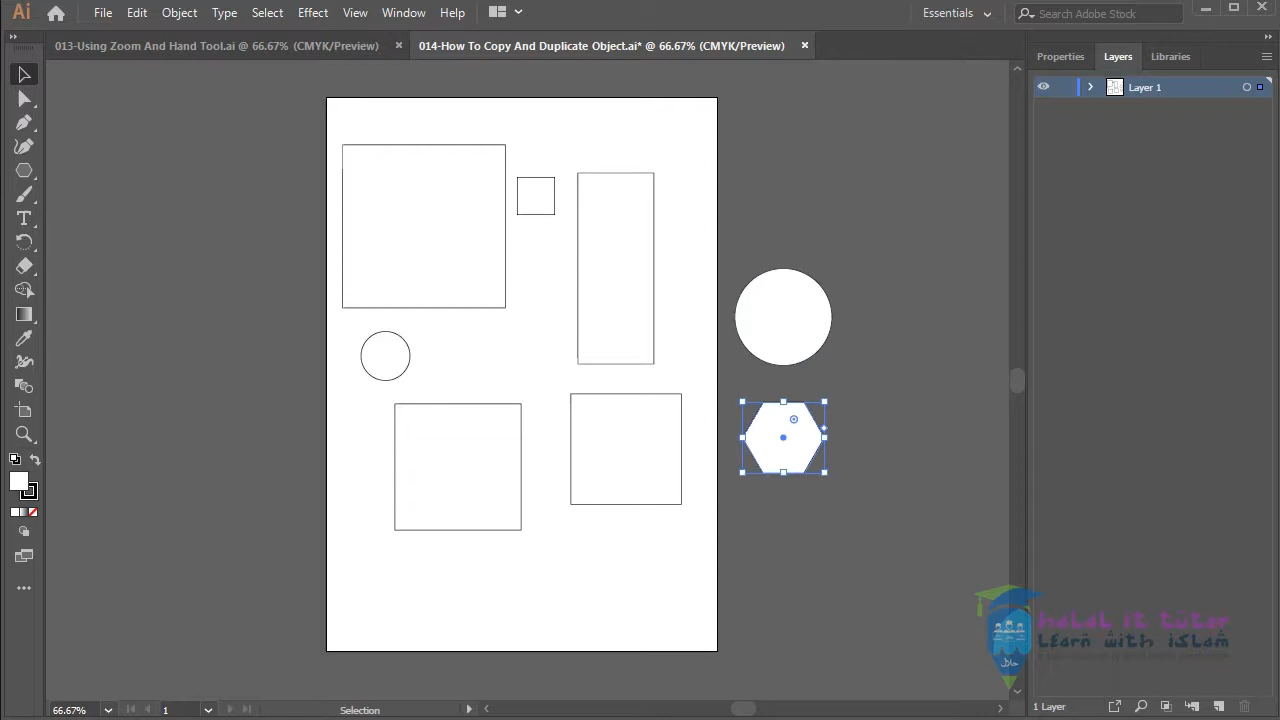 Ai File Edit Object Type Select Effect View Window Help Essentials Search Adobe Stock
013-Using Zoom And Hand Tool.ai @ 66.67% (CMYK/Preview) × 014-How To Copy And Duplicate Object.ai* @ 66.67% (CMYK/Preview) ×
Properties Layers Libraries
Layer 1
halal it tutor
Learn with islam
حلال
66.67% 1 Selection
1 Layer